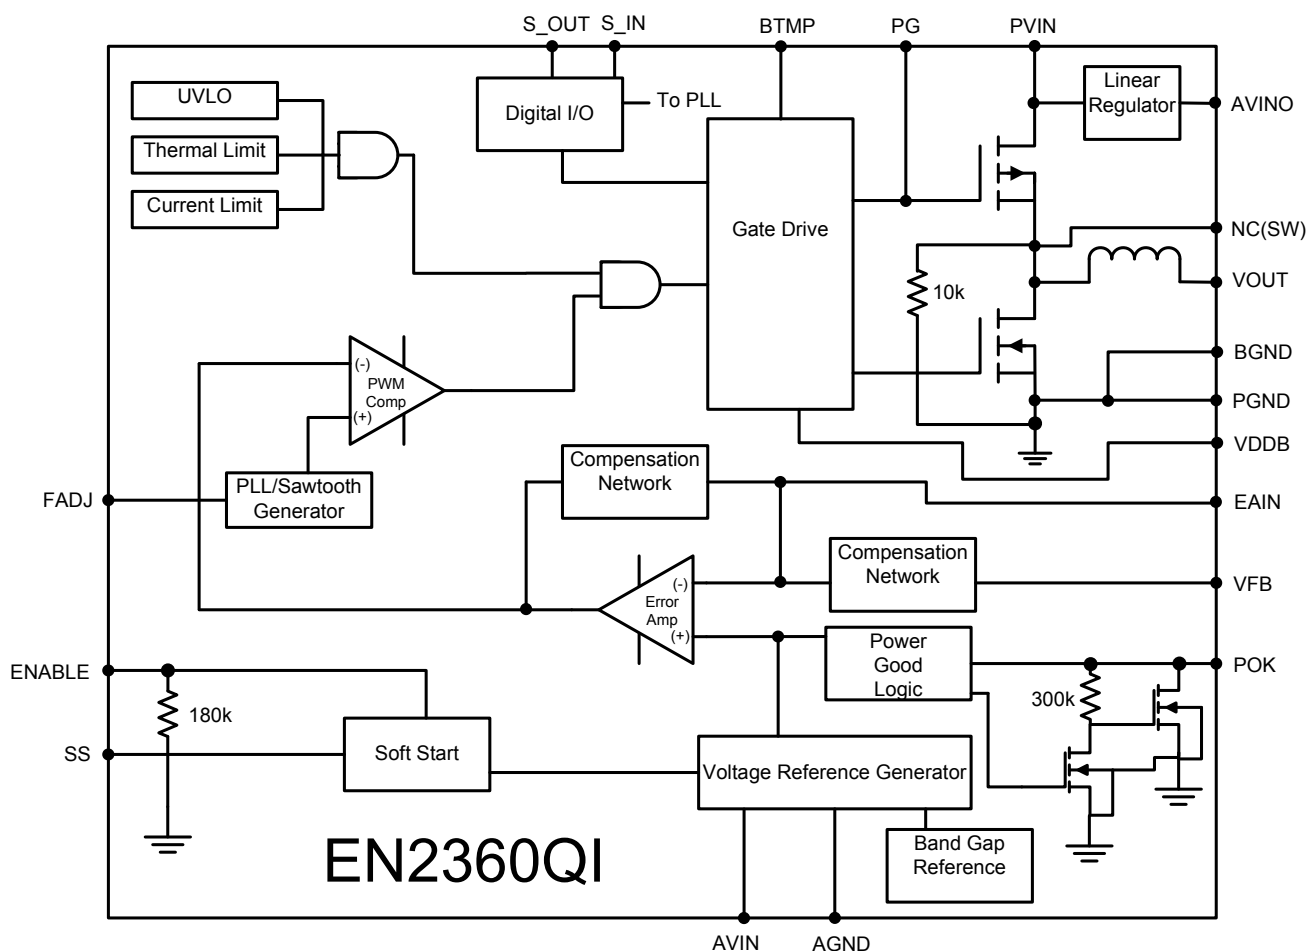 S_OUT
S_IN
BTMP
PG
PVIN
UVLO
Thermal Limit
Current Limit
Digital I/O
To PLL
Linear
Regulator
AVINO
Gate Drive
NC(SW)
10k
VOUT
BGND
PGND
VDDB
(-)
PWM
Comp
(+)
FADJ
PLL/Sawtooth
Generator
Compensation
Network
EAIN
Compensation
Network
VFB
(-)
Error
Amp
(+)
Power
Good
Logic
POK
300k
ENABLE
180k
SS
Soft Start
Voltage Reference Generator
Band Gap
Reference
EN2360QI
AVIN
AGND